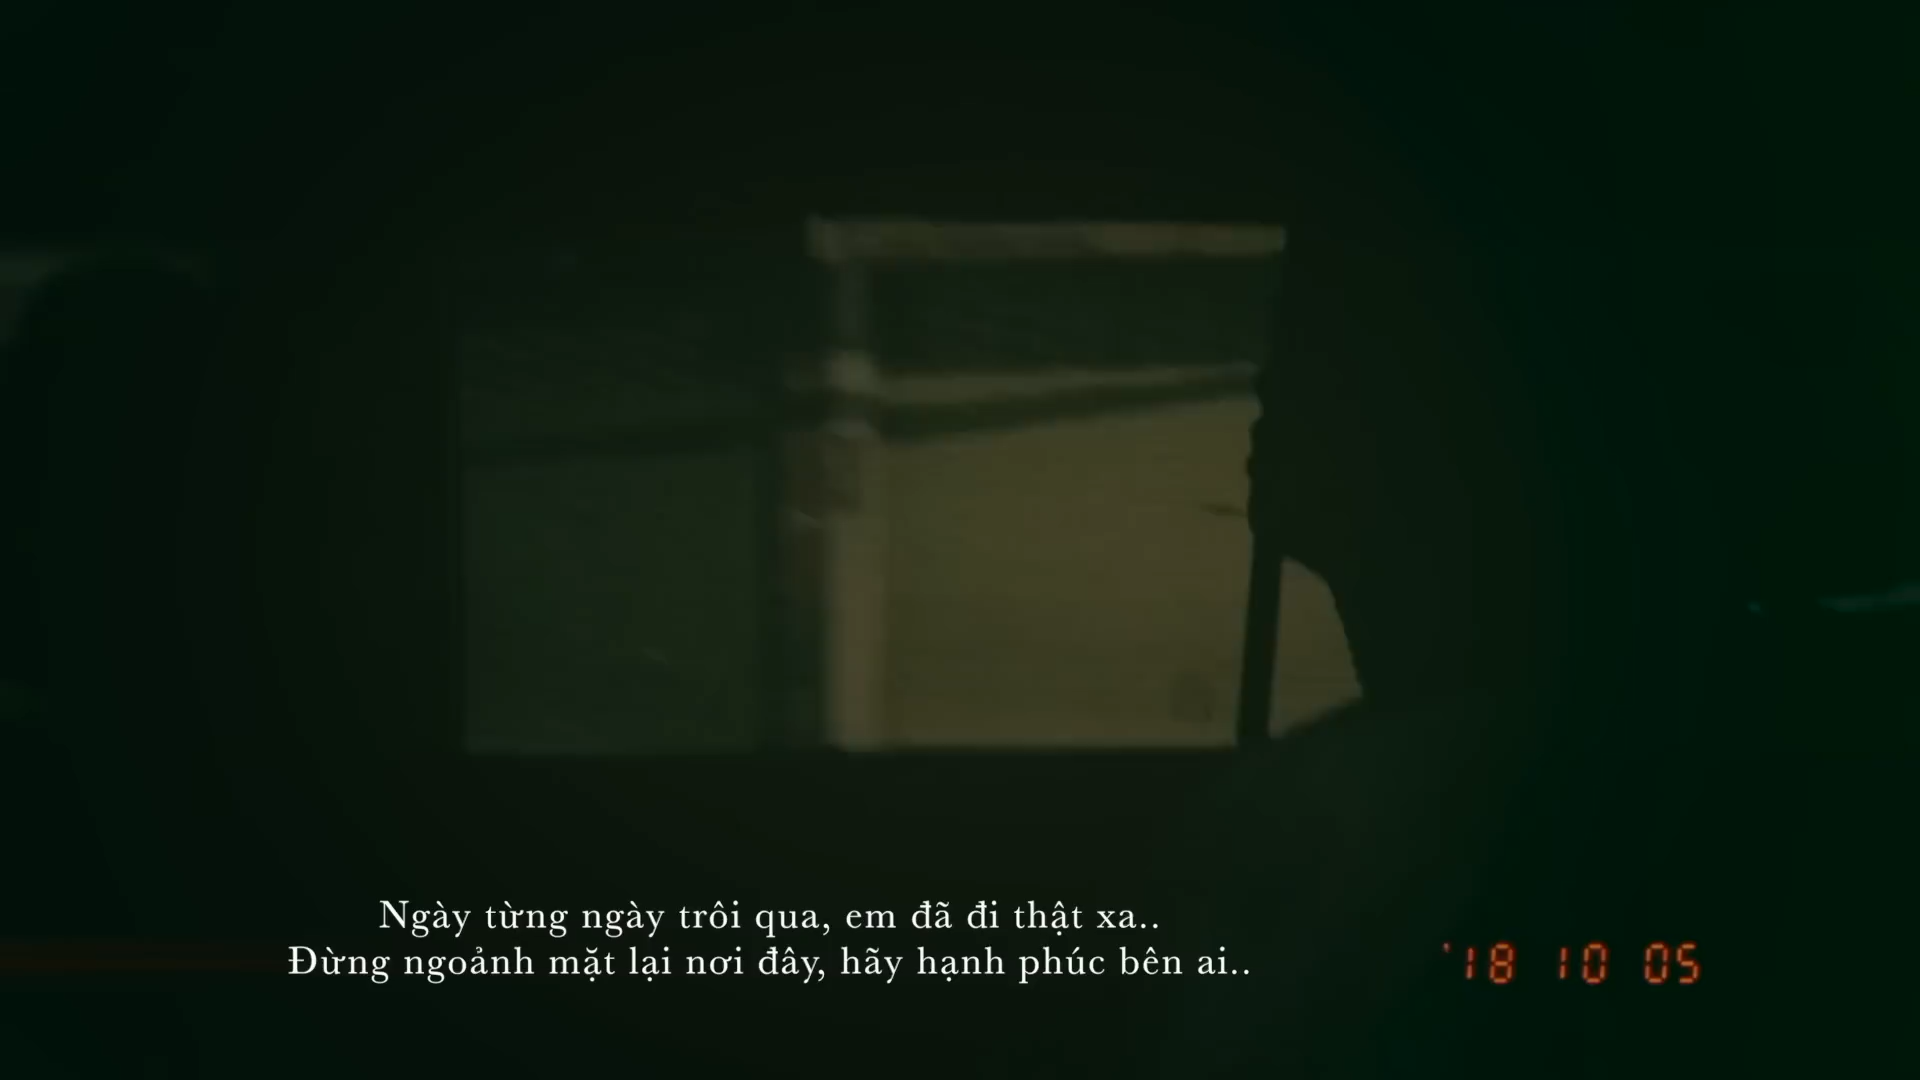 Ngày từng ngày trôi qua, em đã đi thật xa..
Đừng ngoảnh mặt lại nơi đây, hãy hạnh phúc bên ai..
'18 10 05